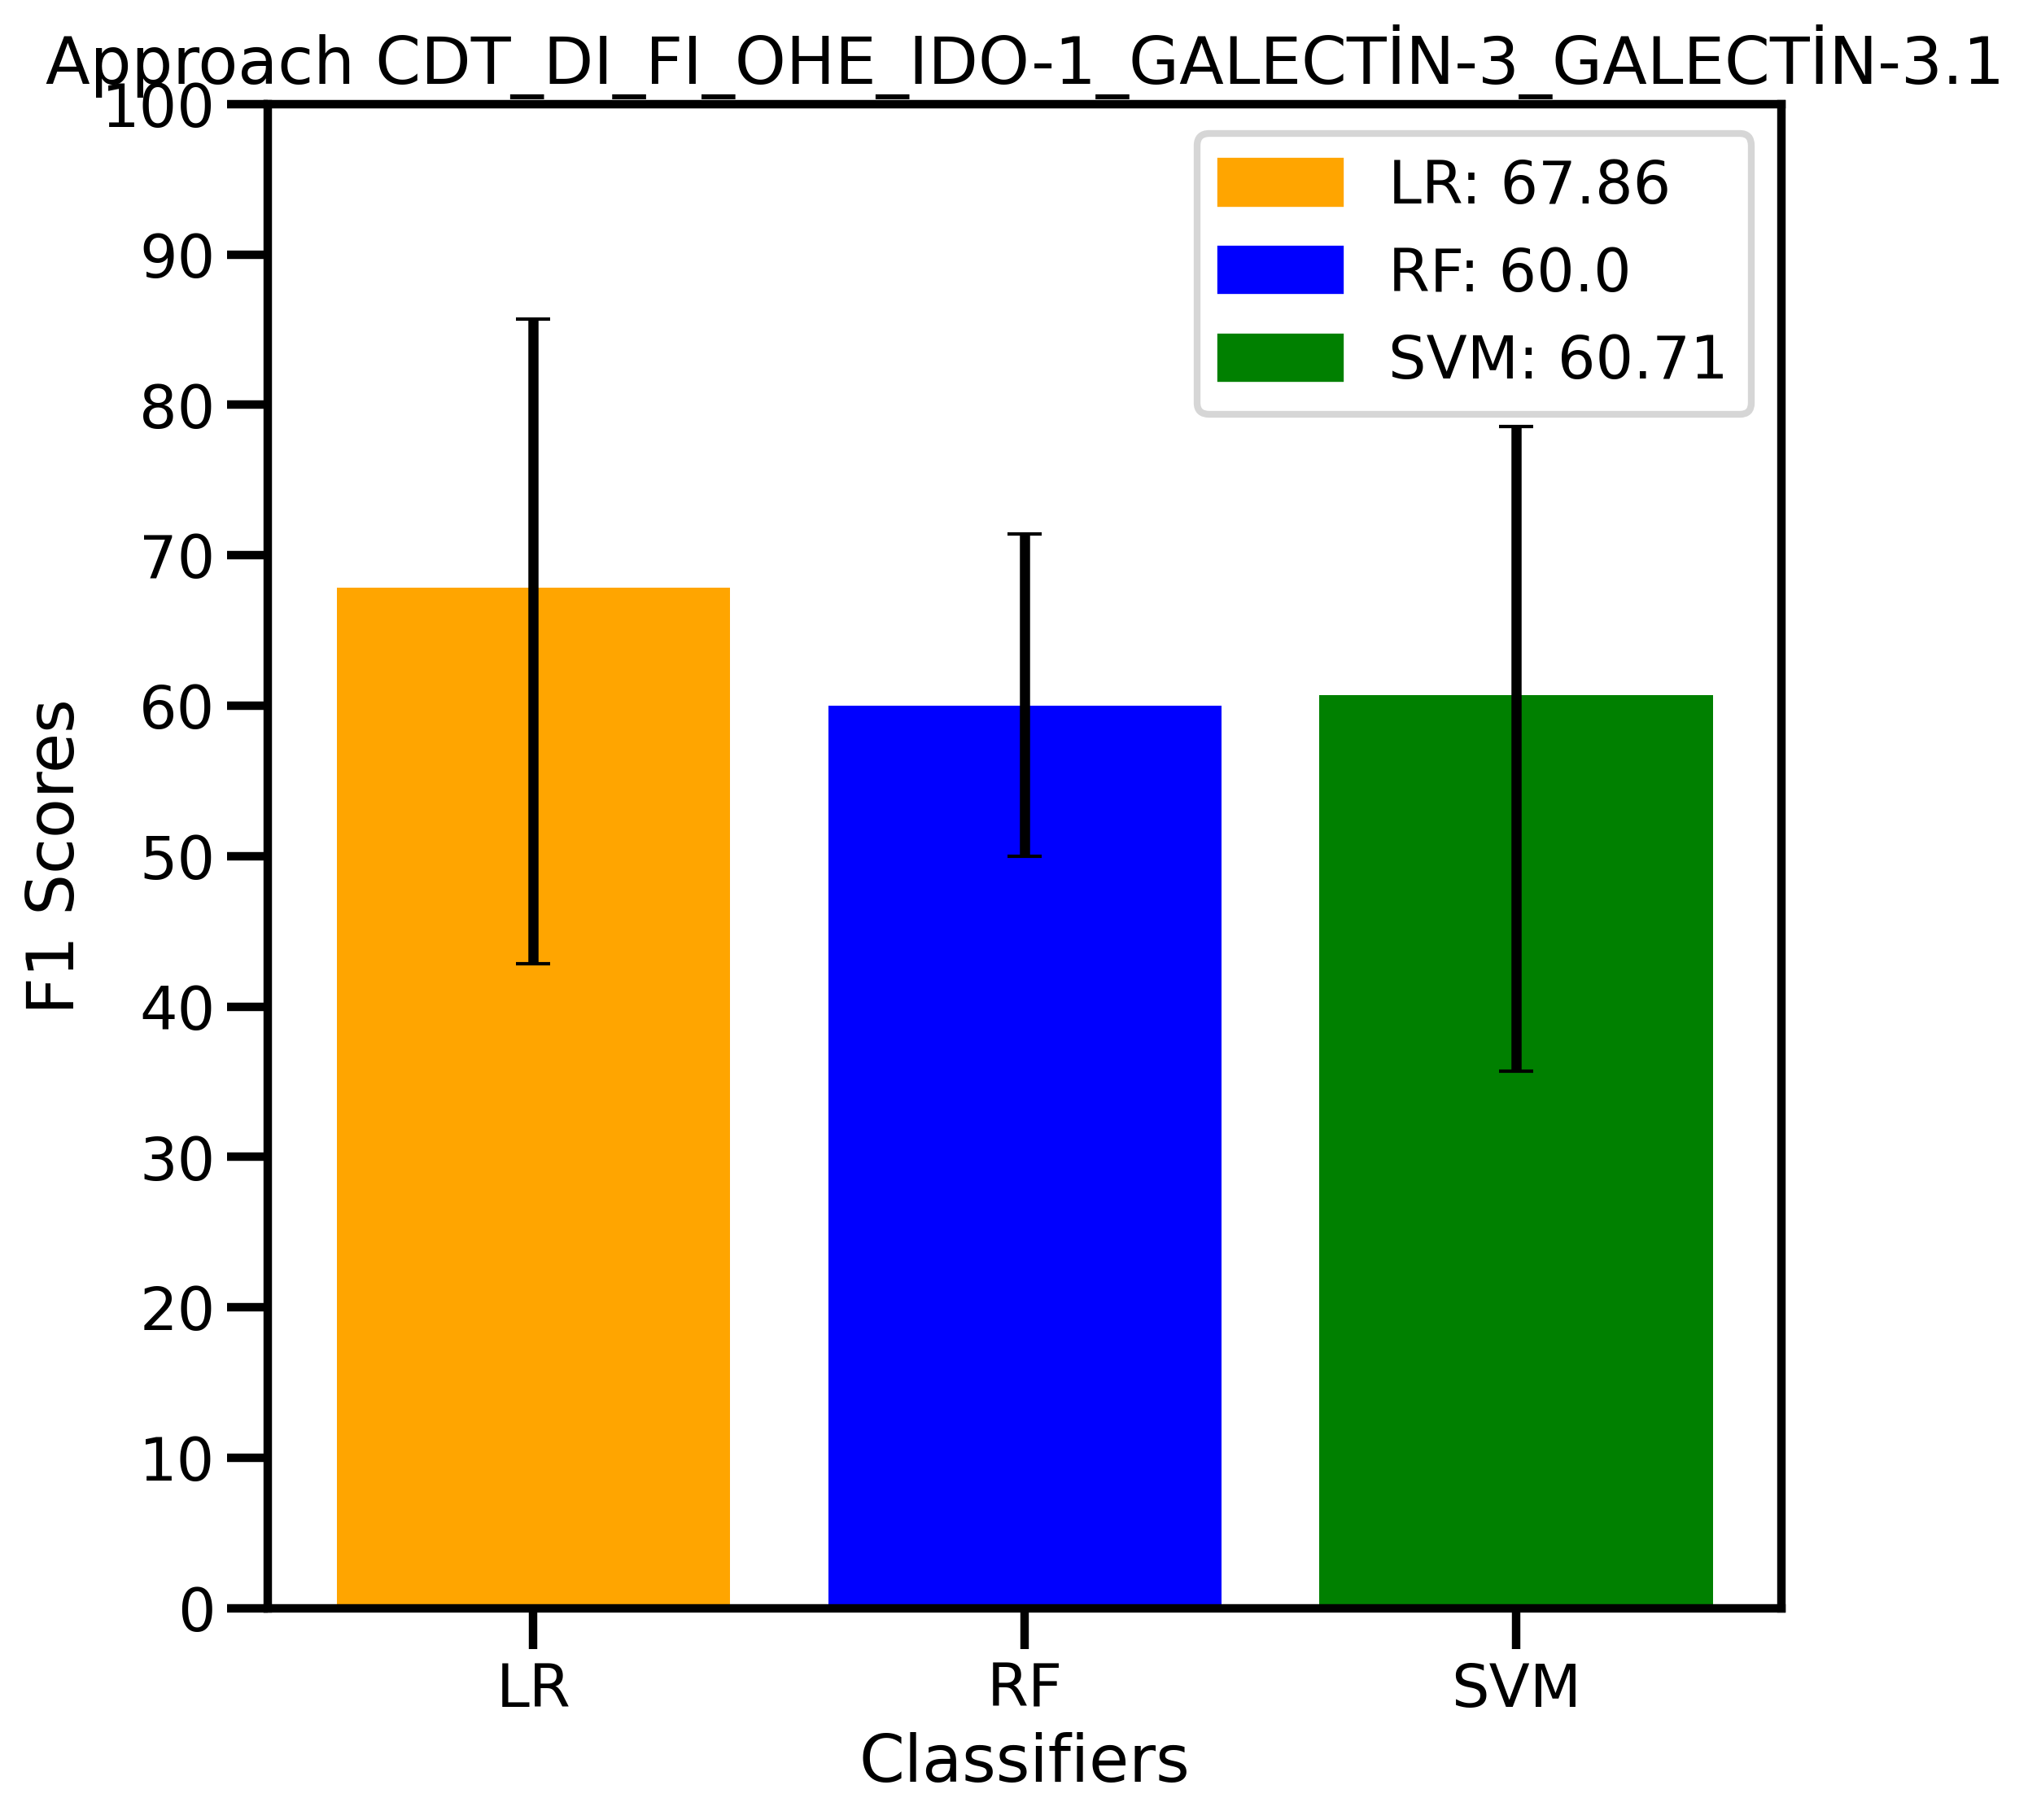 Approach CDT_DI_FI_OHE_IDO-1_GALECTİN-3_GALECTİN-3.1
100
90
80
70
60
50
40
30
20
10
0
F1 Scores
LR: 67.86
RF: 60.0
SVM: 60.71
LR
RF
SVM
Classifiers